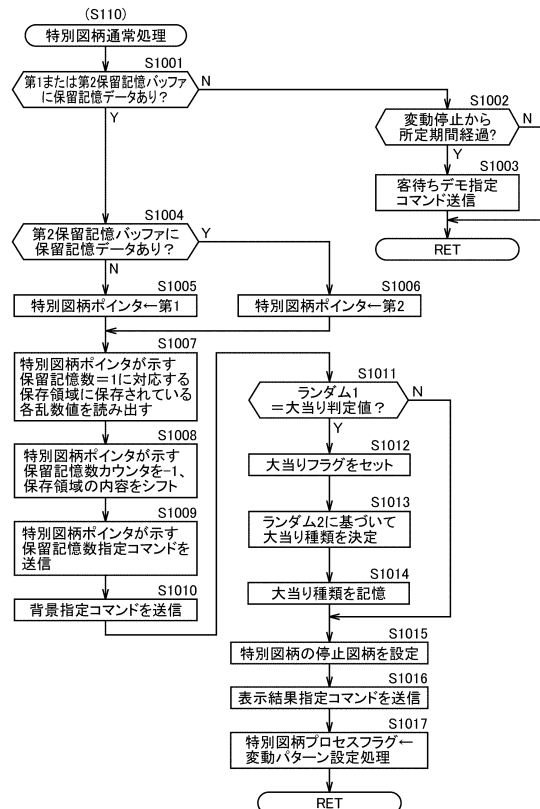 (S110)
特別図柄通常処理
S1001
第1または第2保留記憶バッファ
に保留記憶データあり?
N
Y
S1002
変動停止から
所定期間経過?
N
Y
S1003
客待ちデモ指定
コマンド送信
RET
S1004
第2保留記憶バッファに
保留記憶データあり?
Y
N
S1005
特別図柄ポインタ←第1
S1006
特別図柄ポインタ←第2
S1007
特別図柄ポインタが示す
保留記憶数=1に対応する
保存領域に保存されている
各乱数値を読み出す
S1008
特別図柄ポインタが示す
保留記憶数カウンタを-1、
保存領域の内容をシフト
S1009
特別図柄ポインタが示す
保留記憶数指定コマンドを
送信
S1010
背景指定コマンドを送信
S1011
ランダム1
=大当り判定値?
N
Y
S1012
大当りフラグをセット
S1013
ランダム2に基づいて
大当り種類を決定
S1014
大当り種類を記憶
S1015
特別図柄の停止図柄を設定
S1016
表示結果指定コマンドを送信
S1017
特別図柄プロセスフラグ←
変動パターン設定処理
RET